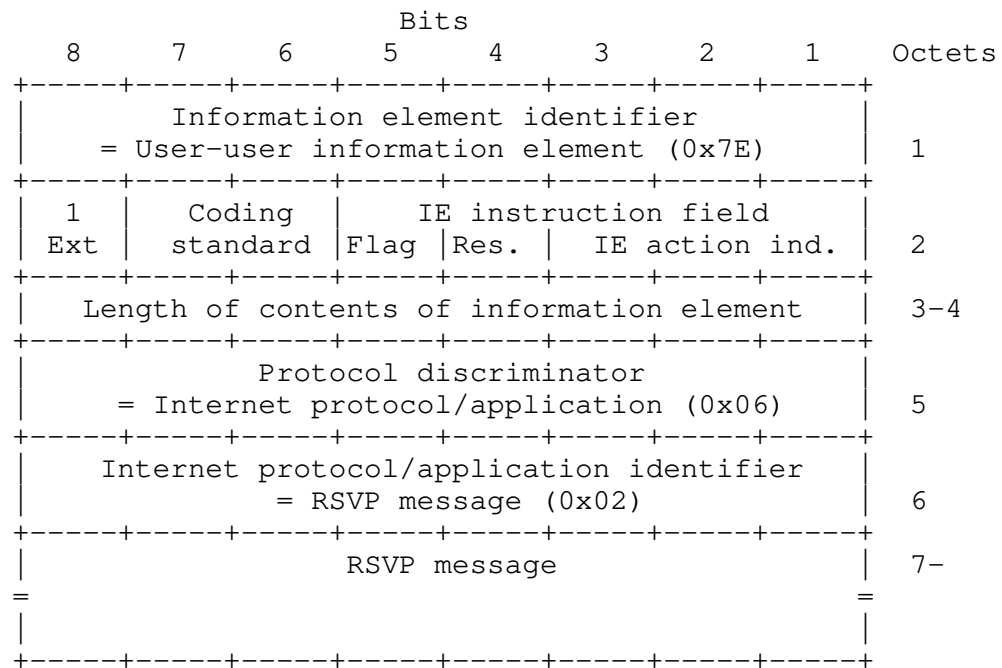 Bits
8 7 6 5 4 3 2 1 Octets
+-----+-----+-----+-----+-----+-----+-----+-----+
| Information element identifier |
| = User-user information element (0x7E) | 1
+-----+-----+-----+-----+-----+-----+-----+-----+
| 1 | Coding | IE instruction field |
| Ext | standard |Flag |Res. | IE action ind. | 2
+-----+-----+-----+-----+-----+-----+-----+-----+
| Length of contents of information element | 3-4
+-----+-----+-----+-----+-----+-----+-----+-----+
| Protocol discriminator |
| = Internet protocol/application (0x06) | 5
+-----+-----+-----+-----+-----+-----+-----+-----+
| Internet protocol/application identifier |
| = RSVP message (0x02) | 6
+-----+-----+-----+-----+-----+-----+-----+-----+
| RSVP message | 7-
= =
| |
+-----+-----+-----+-----+-----+-----+-----+-----+